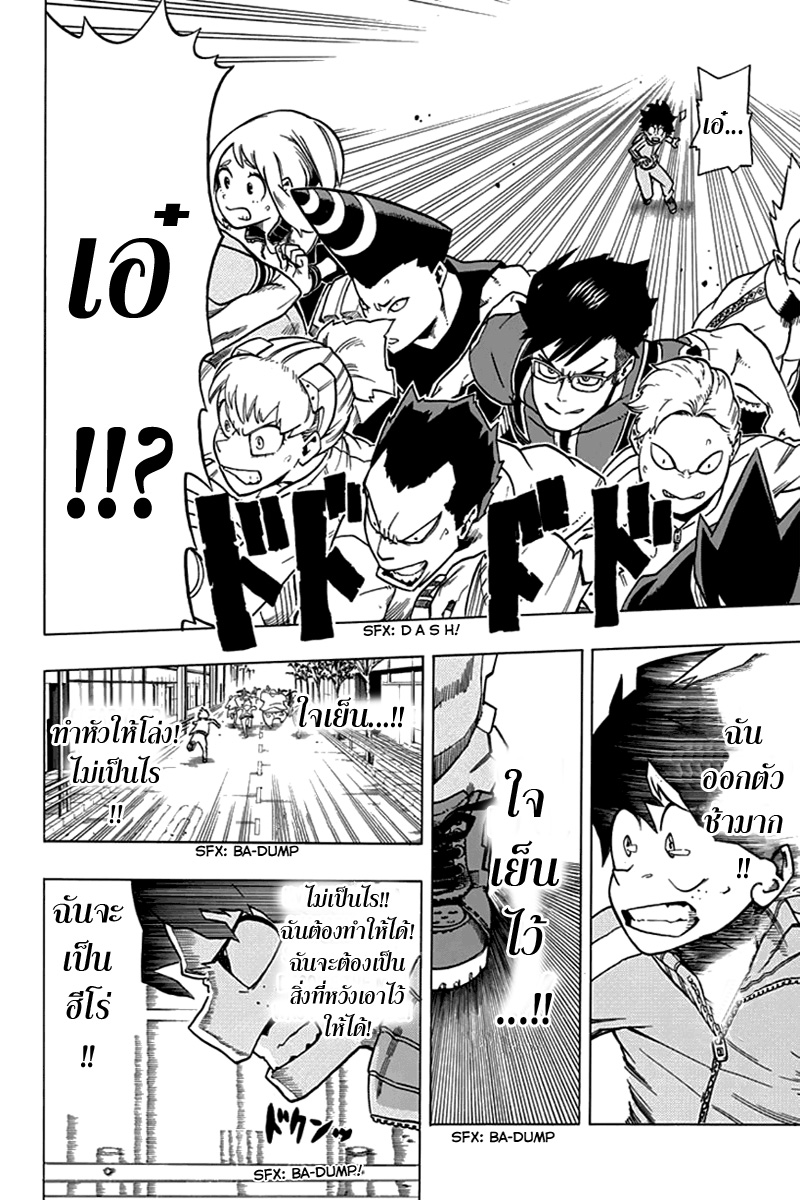 เอ๋...
เอ๋
!!?
ドドドド
SFX: D A S H!
ฉัน
ออกตัว
ช้ามาก
!!
ใจ
เย็น
ไว้
...!!
SFX: BA-DUMP
ใจเย็น...!!
ทำหัวให้โล่ง!
ไม่เป็นไร
!!
SFX: BA-DUMP
ไม่เป็นไร!!
ฉันต้องทำให้ได้!
ฉันจะต้องเป็น
สิ่งที่หวังเอาไว้
ให้ได้!
ฉันจะ
เป็น
ฮีโร่
!!
ドクンッ
SFX: BA-DUMP!